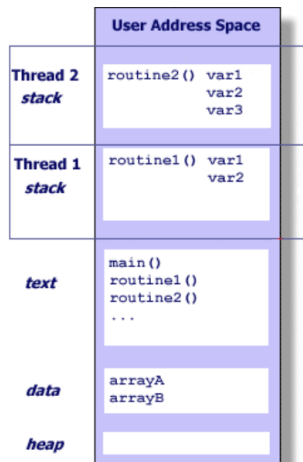 User Address Space
Thread 2
stack
routine2() var1
var2
var3
Thread 1
stack
routine1() var1
var2
text
main()
routine1()
routine2()
...
data
arrayA
arrayB
heap